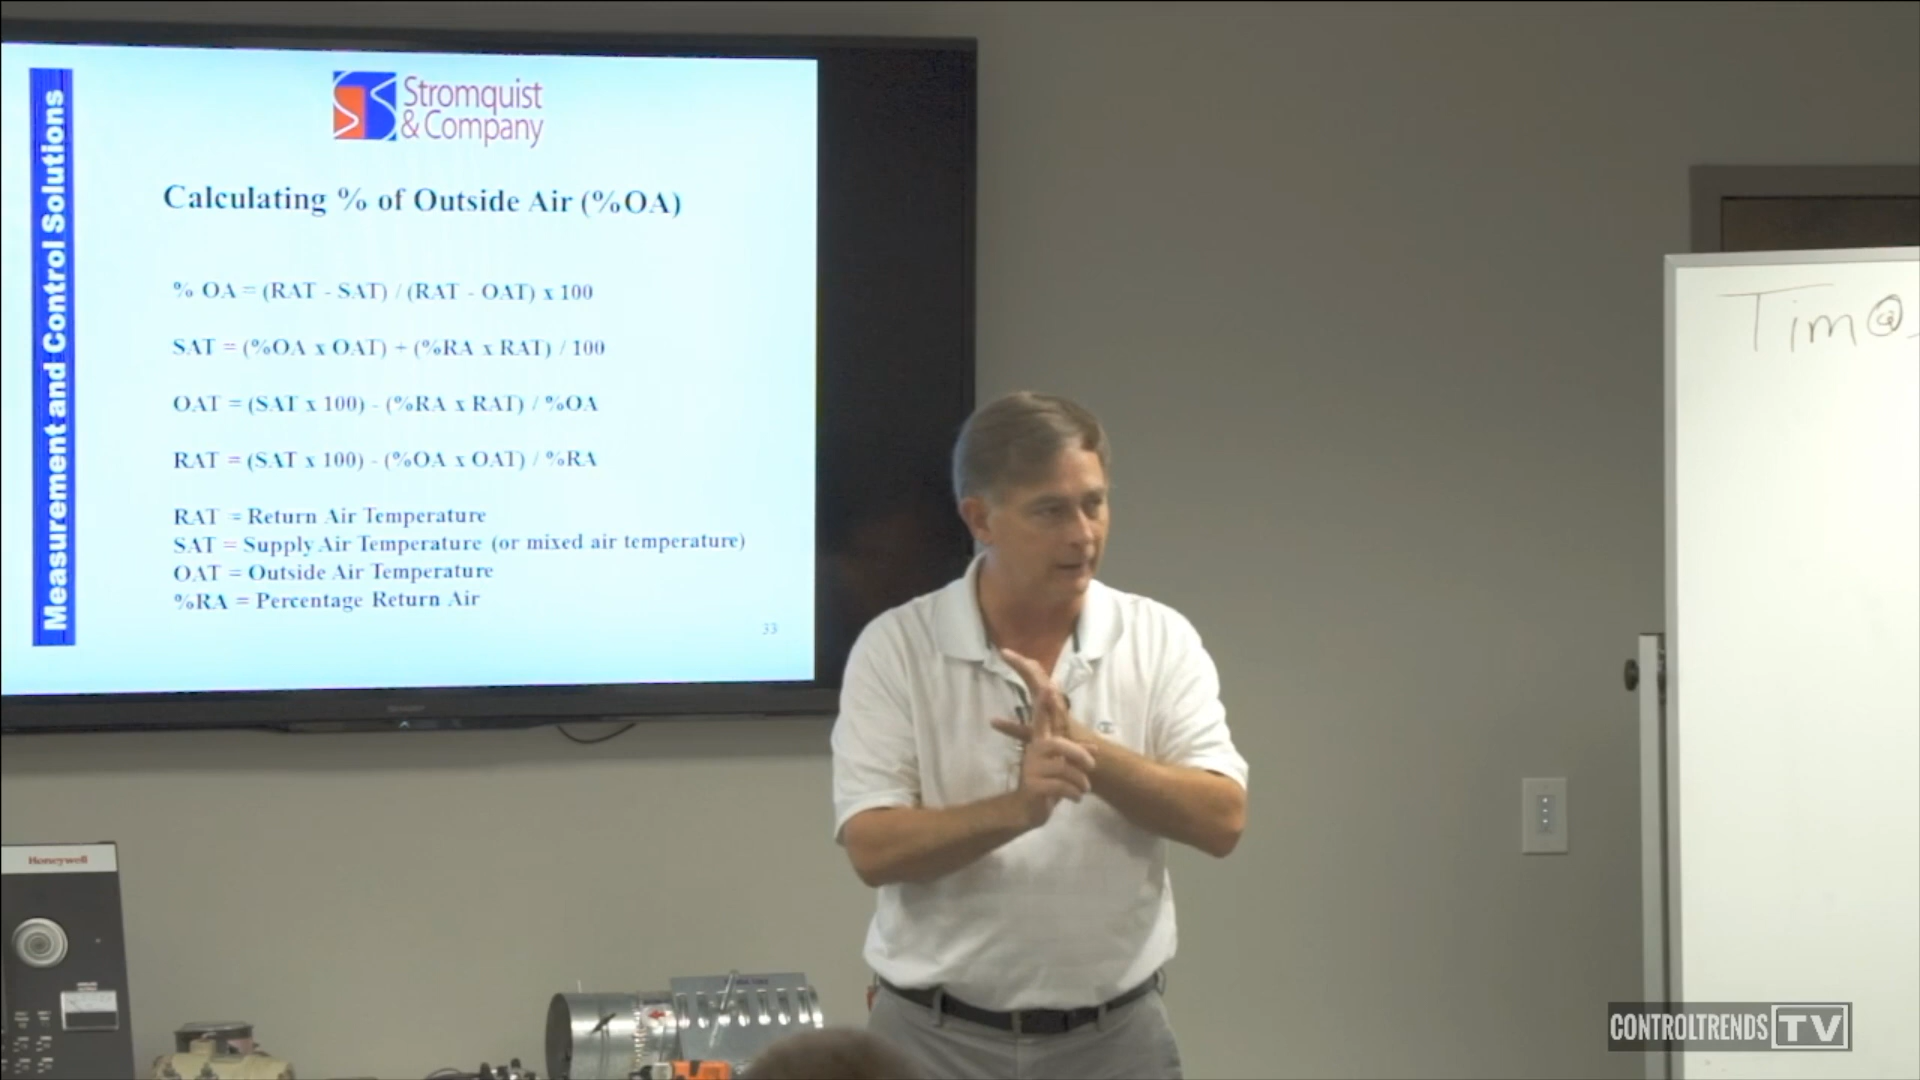 Measurement and Control Solutions
Stromquist
& Company
Calculating % of Outside Air (%OA)
% OA = (RAT - SAT) / (RAT - OAT) x 100
SAT = (%OA x OAT) + (%RA x RAT) / 100
OAT = (SAT x 100) - (%RA x RAT) / %OA
RAT = (SAT x 100) - (%OA x OAT) / %RA
RAT = Return Air Temperature
SAT = Supply Air Temperature (or mixed air temperature)
OAT = Outside Air Temperature
%RA = Percentage Return Air
33
Tim@
Honeywell
CONTROLTRENDS TV